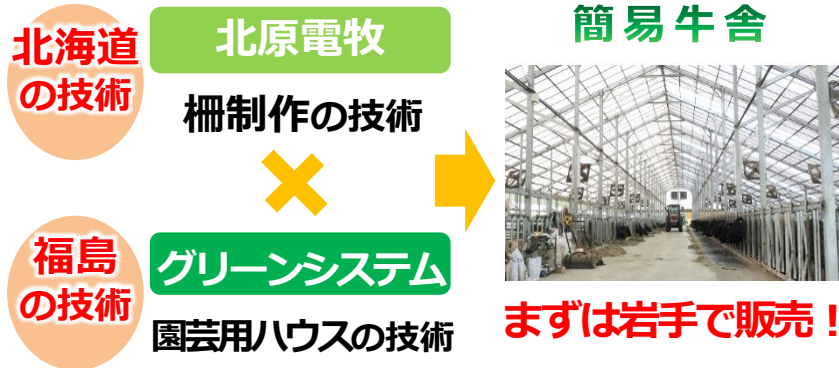 北海道
の技術
北原電牧
柵制作の技術
×
福島
の技術
グリーンシステム
園芸用ハウスの技術
簡易牛舎
まずは岩手で販売！